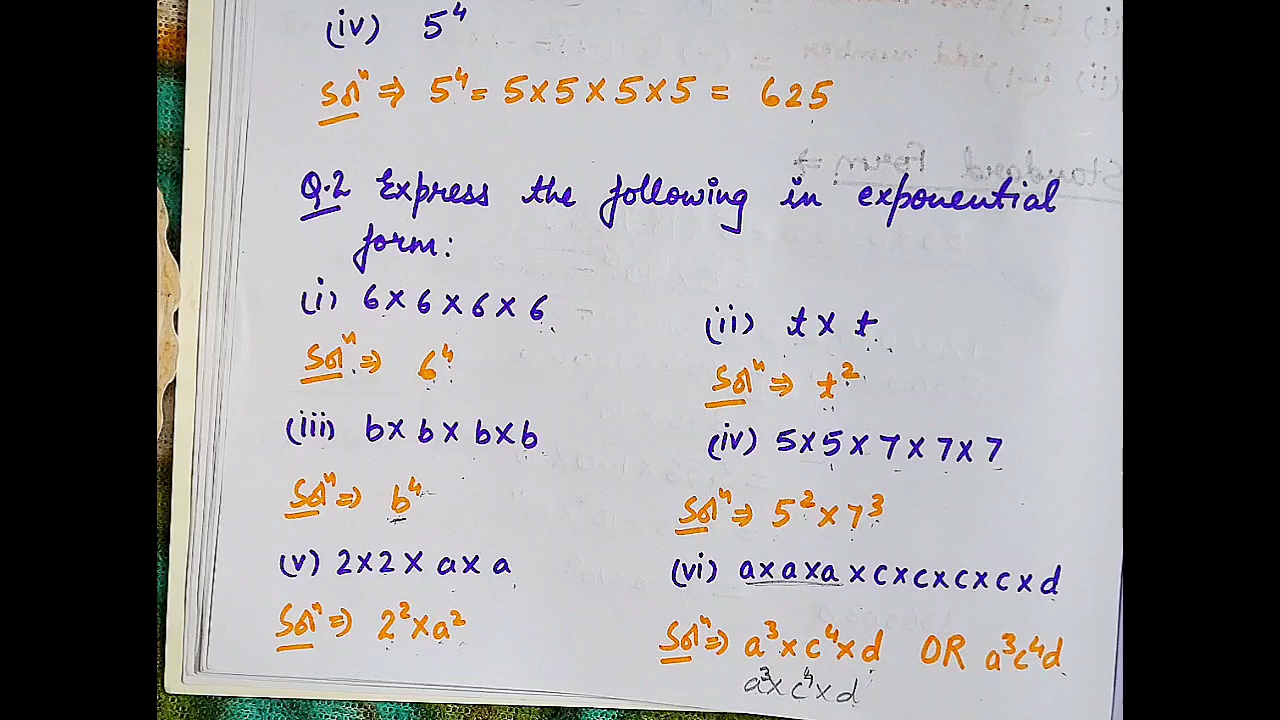 (iv) 5⁴
Solⁿ ⇒ 5⁴ = 5×5×5×5 = 625
Q.2 Express the following in exponential
form:
(i) 6×6×6×6
(ii) t×t
Solⁿ ⇒ 6⁴
Solⁿ ⇒ t²
(iii) b×b×b×b
(iv) 5×5×7×7×7
Solⁿ ⇒ b⁴
Solⁿ ⇒ 5²×7³
(v) 2×2×a×a
(vi) a×a×a×c×c×c×c×d
Solⁿ ⇒ 2²×a²
Solⁿ ⇒ a³×c⁴×d OR a³c⁴d
a³×c⁴×d